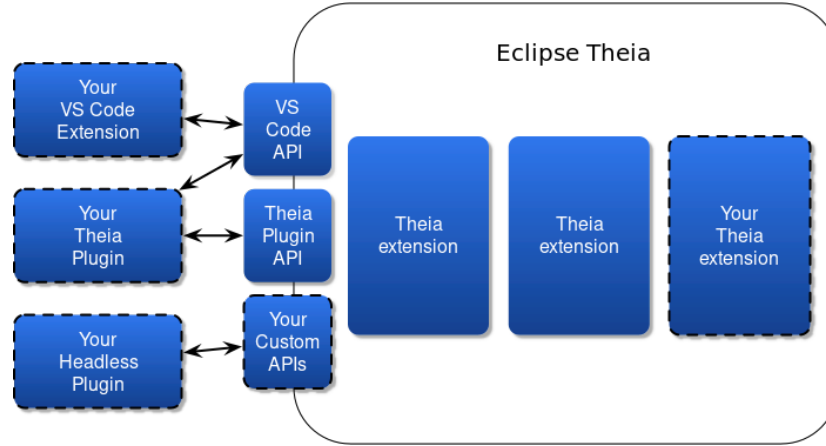 Eclipse Theia
Your
VS Code
Extension
VS
Code
API
Your
Theia
Plugin
Theia
Plugin
API
Your
Headless
Plugin
Your
Custom
APIs
Theia
extension
Theia
extension
Your
Theia
extension